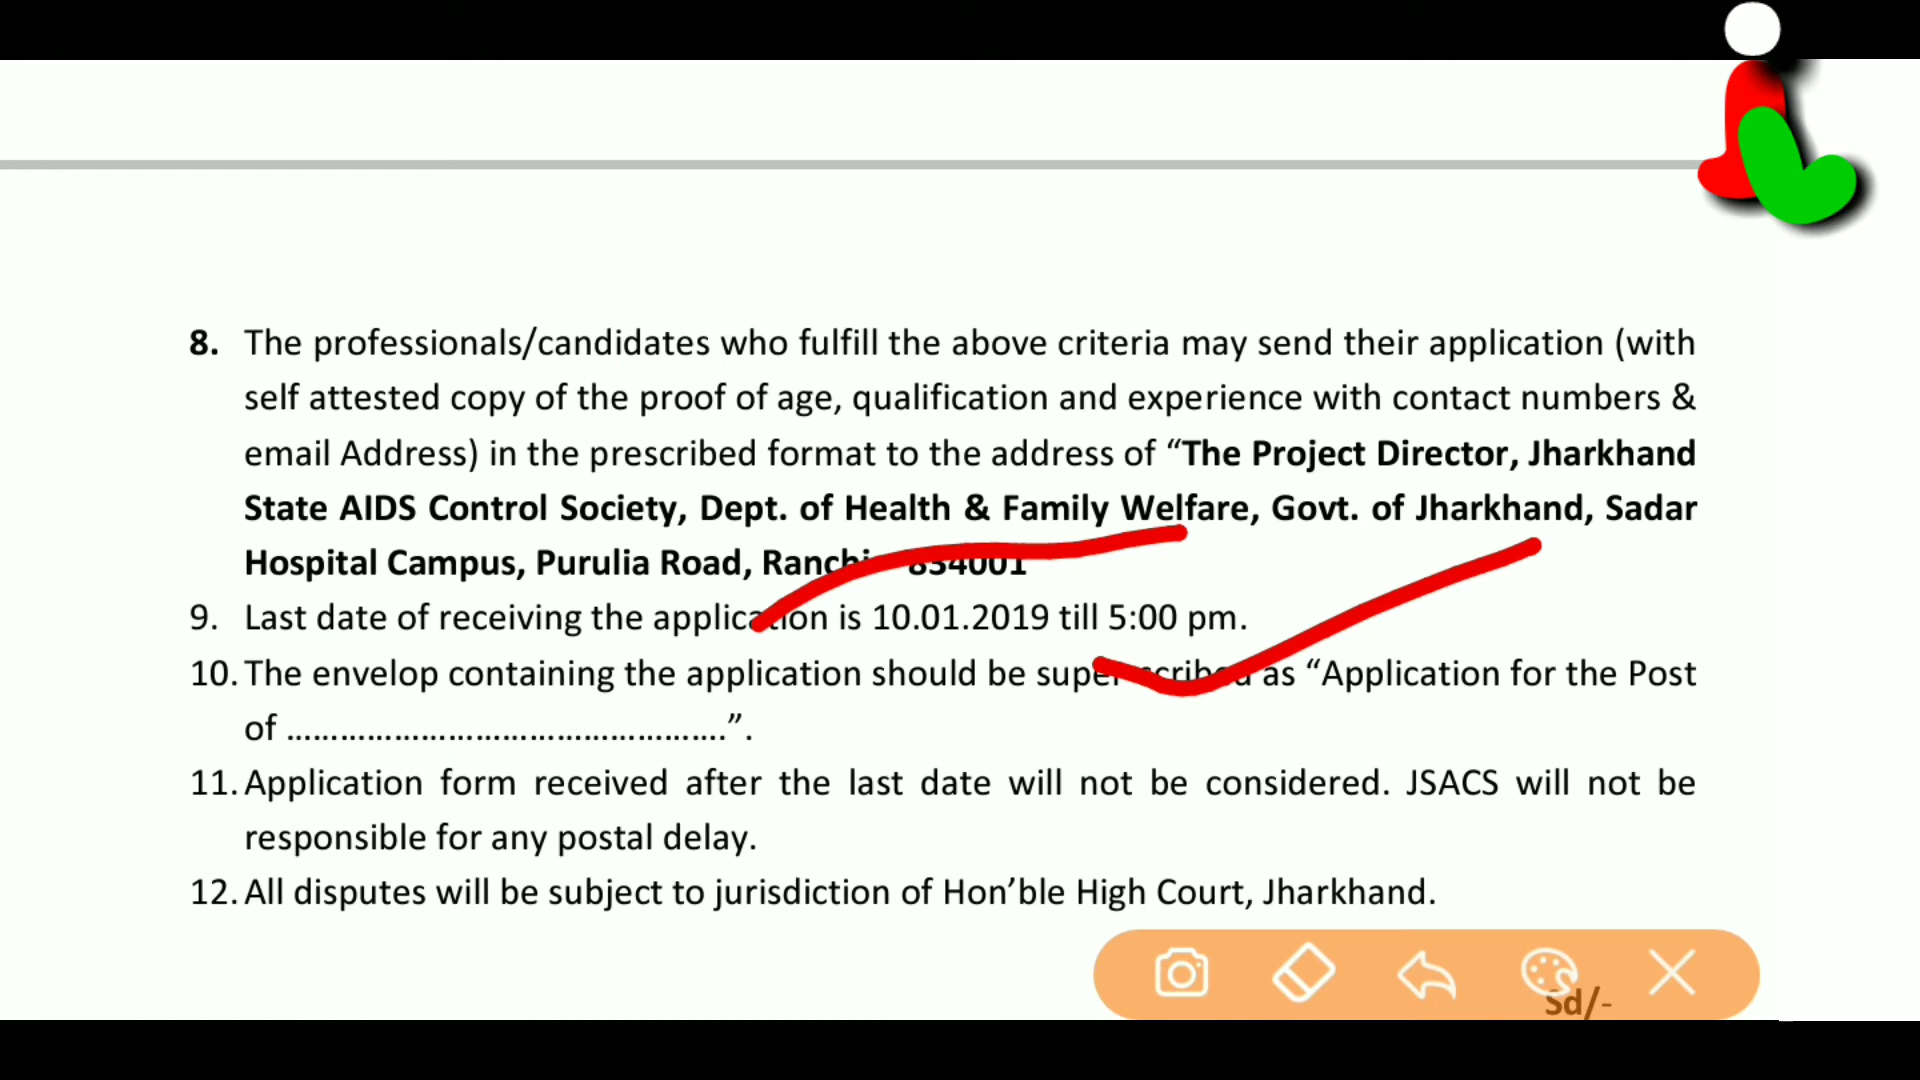 8. The professionals/candidates who fulfill the above criteria may send their application (with
self attested copy of the proof of age, qualification and experience with contact numbers &
email Address) in the prescribed format to the address of “The Project Director, Jharkhand
State AIDS Control Society, Dept. of Health & Family Welfare, Govt. of Jharkhand, Sadar
Hospital Campus, Purulia Road, Ranchi 834001
9. Last date of receiving the application is 10.01.2019 till 5:00 pm.
10. The envelop containing the application should be superscribed as “Application for the Post
of ……………………………………………”.
11. Application form received after the last date will not be considered. JSACS will not be
responsible for any postal delay.
12. All disputes will be subject to jurisdiction of Hon’ble High Court, Jharkhand.
Sd/-